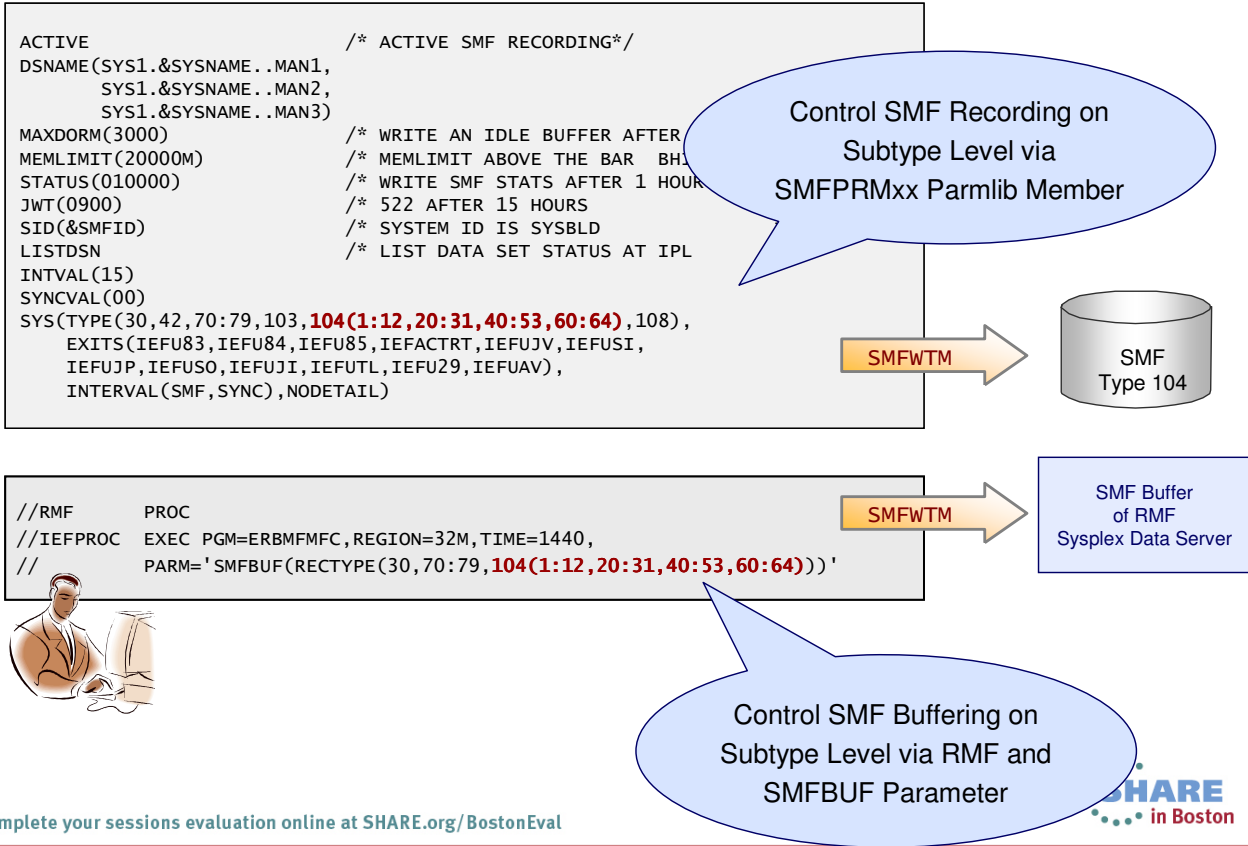 ACTIVE /* ACTIVE SMF RECORDING*/
DSNAME(SYS1.&SYSNAME..MAN1,
SYS1.&SYSNAME..MAN2,
SYS1.&SYSNAME..MAN3)
MAXDORM(3000) /* WRITE AN IDLE BUFFER AFTER
MEMLIMIT(20000M) /* MEMLIMIT ABOVE THE BAR
STATUS(010000) /* WRITE SMF STATS AFTER 1 HOUR
JWT(0900) /* 522 AFTER 15 HOURS
SID(&SMFID) /* SYSTEM ID IS SYSBLD
LISTDSN /* LIST DATA SET STATUS AT IPL
INTVAL(15)
SYNCVAL(00)
SYS(TYPE(30,42,70:79,103,104(1:12,20:31,40:53,60:64),108),
EXITS(IEFU83,IEFU84,IEFU85,IEFACTRT,IEFUJV,IEFUSI,
IEFUJP,IEFUSO,IEFUJI,IEFUTL,IEFU29,IEFUAV),
INTERVAL(SMF,SYNC),NODETAIL)
Control SMF Recording on
Subtype Level via
SMFPRMxx Parmlib Member
SMFWTM
SMF
Type 104
//RMF PROC
//IEFPROC EXEC PGM=ERBMFMFC,REGION=32M,TIME=1440,
// PARM='SMFBUF(RECTYPE(30,70:79,104(1:12,20:31,40:53,60:64)))'
SMFWTM
SMF Buffer
of RMF
Sysplex Data Server
Control SMF Buffering on
Subtype Level via RMF and
SMFBUF Parameter
mplete your sessions evaluation online at SHARE.org/BostonEval
SHARE
in Boston